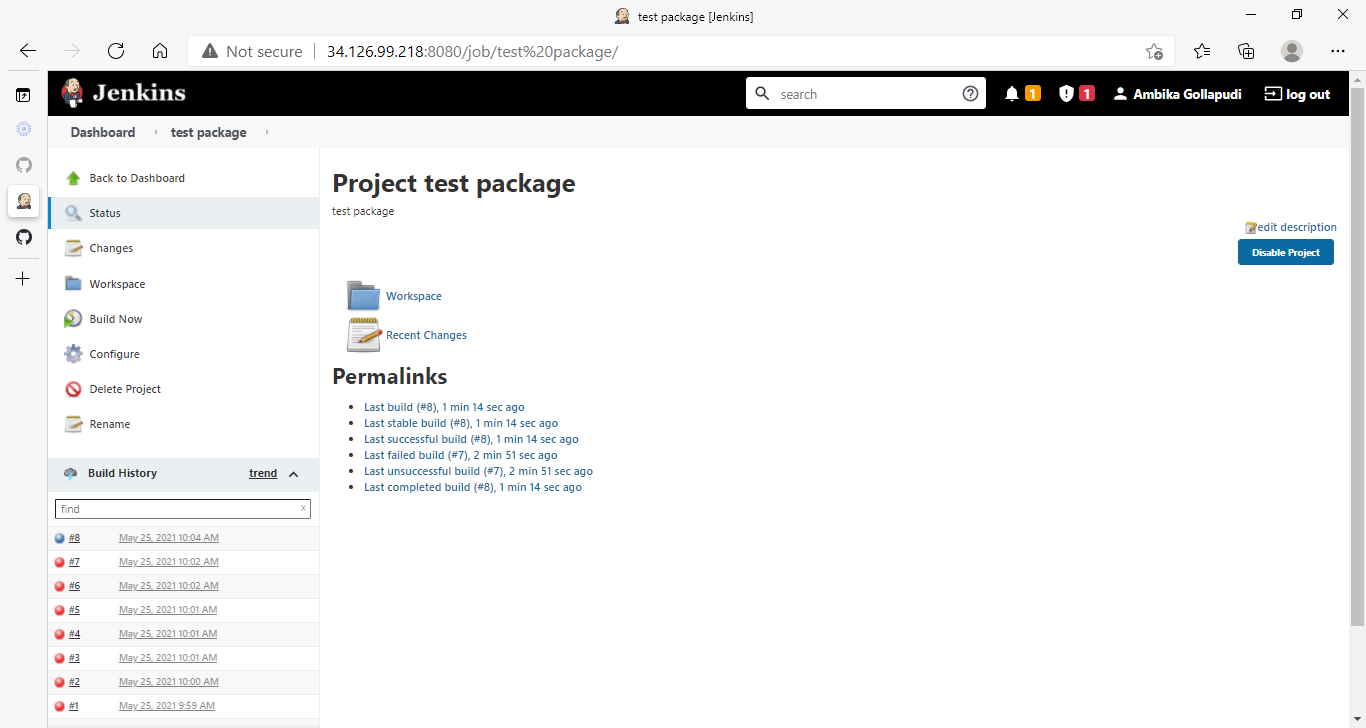 test package [Jenkins]
Not secure 34.126.99.218:8080/job/test%20package/
Jenkins
search
1
1
Ambika Gollapudi
log out
Dashboard
test package
Back to Dashboard
Status
Changes
Workspace
Build Now
Configure
Delete Project
Rename
Build History
trend
find
x
#8 May 25, 2021 10:04 AM
#7 May 25, 2021 10:02 AM
#6 May 25, 2021 10:02 AM
#5 May 25, 2021 10:01 AM
#4 May 25, 2021 10:01 AM
#3 May 25, 2021 10:01 AM
#2 May 25, 2021 10:00 AM
#1 May 25, 2021 9:59 AM
Project test package
test package
edit description
Disable Project
Workspace
Recent Changes
Permalinks
Last build (#8), 1 min 14 sec ago
Last stable build (#8), 1 min 14 sec ago
Last successful build (#8), 1 min 14 sec ago
Last failed build (#7), 2 min 51 sec ago
Last unsuccessful build (#7), 2 min 51 sec ago
Last completed build (#8), 1 min 14 sec ago